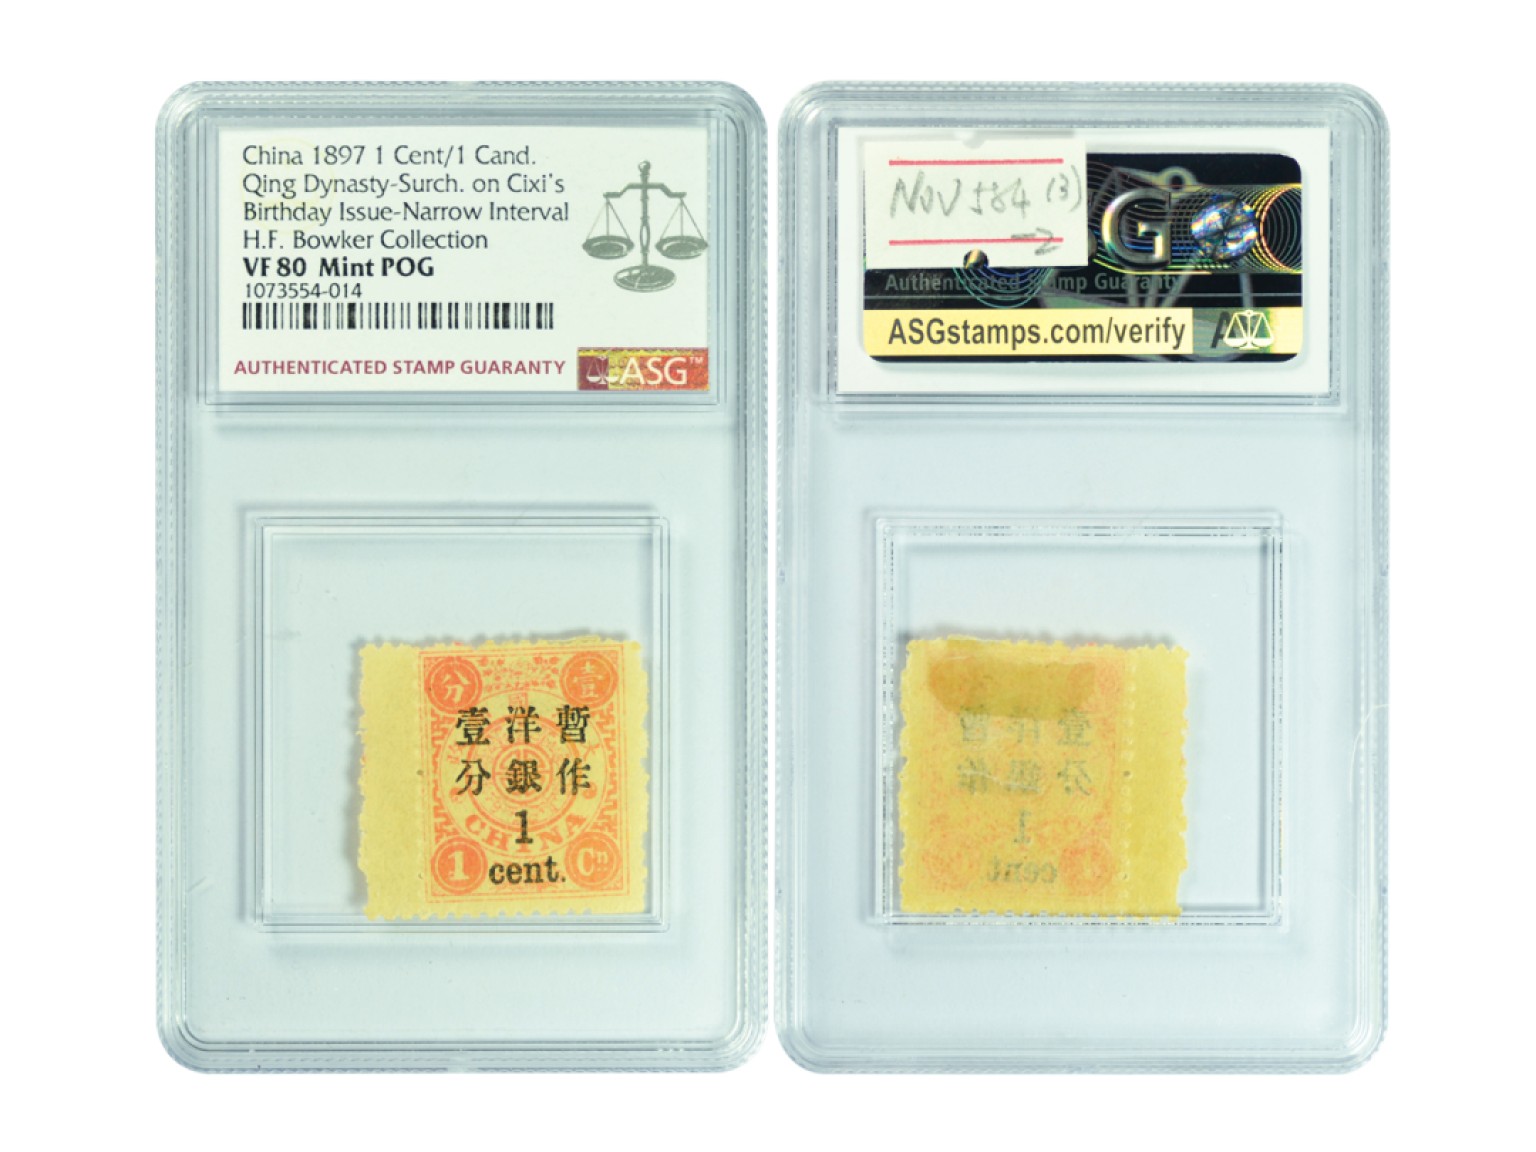 China 1897 1 Cent/1 Cand.
Qing Dynasty-Surch. on Cixi's
Birthday Issue-Narrow Interval
H.F. Bowker Collection
VF 80 Mint POG
1073554-014
AUTHENTICATED STAMP GUARANTY
ASG™
分 壹
暫洋壹
作銀分
1
CHINA
1 cent. Cn
Nov 584 (3)
→
G
Authenticated Stamp Guaranty
ASGstamps.com/verify